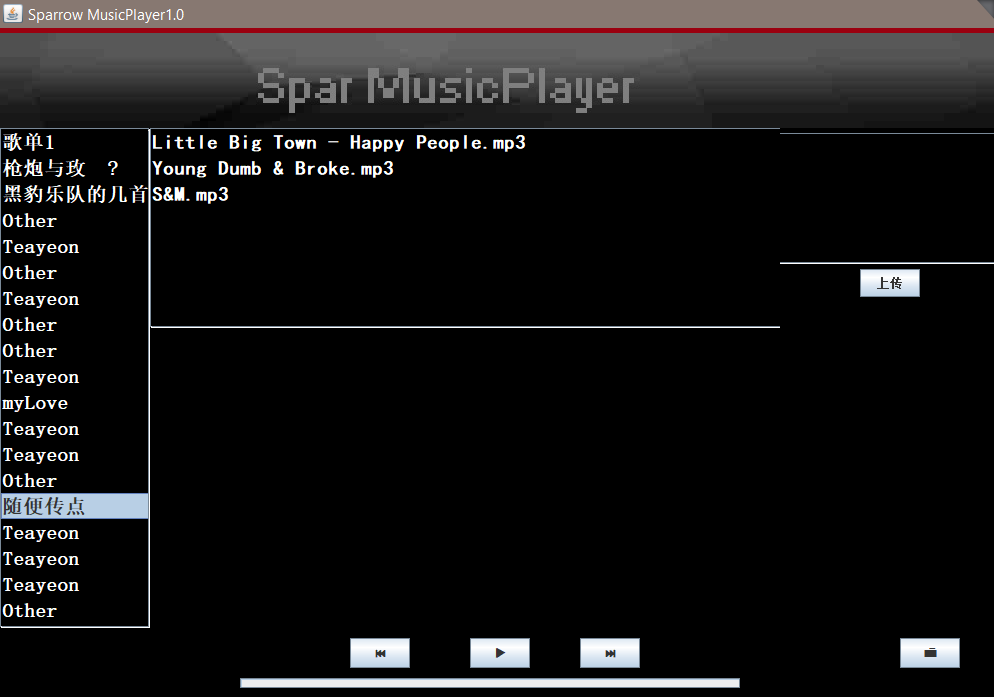 Sparrow MusicPlayer1.0
Spar MusicPlayer
歌单1
枪炮与玫 ?
黑豹乐队的几首
Other
Teayeon
Other
Teayeon
Other
Other
Teayeon
myLove
Teayeon
Teayeon
Other
随便传点
Teayeon
Teayeon
Teayeon
Other
Little Big Town - Happy People.mp3
Young Dumb & Broke.mp3
S&M.mp3
上传